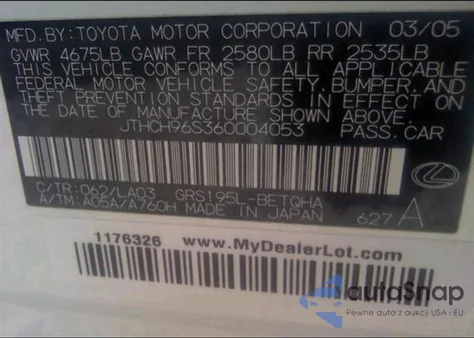 MFD.BY:TOYOTA MOTOR CORPORATION 03/05
GVWR 4675LB GAWR FR 2580LB RR 2535LB
THIS VEHICLE CONFORMS TO ALL APPLICABLE
FEDERAL MOTOR VEHICLE SAFETY,BUMPER,AND
THEFT PREVENTION STANDARDS IN EFFECT ON
THE DATE OF MANUFACTURE SHOWN ABOVE.
JTHCH96S360004053 PASS.CAR
C/TR:062/LA03 GRS195L-BETQHA
A/TM:A05A/A760H MADE IN JAPAN 627 A
1176326 www.MyDealerLot.com
autoSnap
Pewne auta z aukcji USA i EU